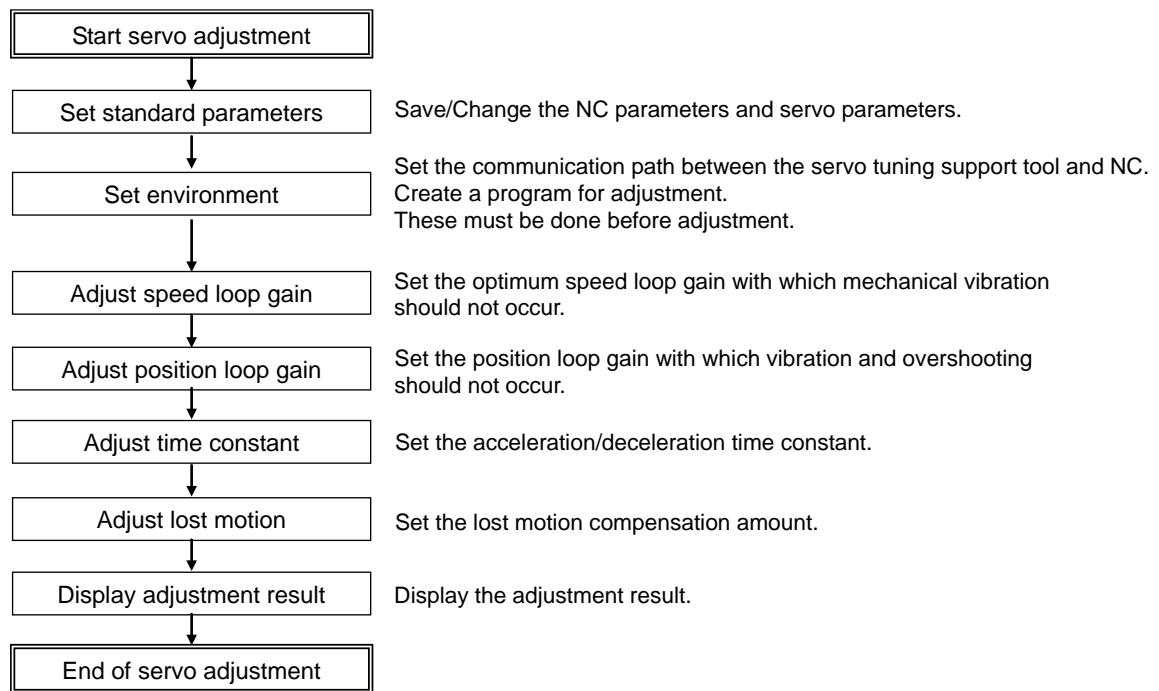 Start servo adjustment
Set standard parameters
Save/Change the NC parameters and servo parameters.
Set environment
Set the communication path between the servo tuning support tool and NC.
Create a program for adjustment.
These must be done before adjustment.
Adjust speed loop gain
Set the optimum speed loop gain with which mechanical vibration
should not occur.
Adjust position loop gain
Set the position loop gain with which vibration and overshooting
should not occur.
Adjust time constant
Set the acceleration/deceleration time constant.
Adjust lost motion
Set the lost motion compensation amount.
Display adjustment result
Display the adjustment result.
End of servo adjustment